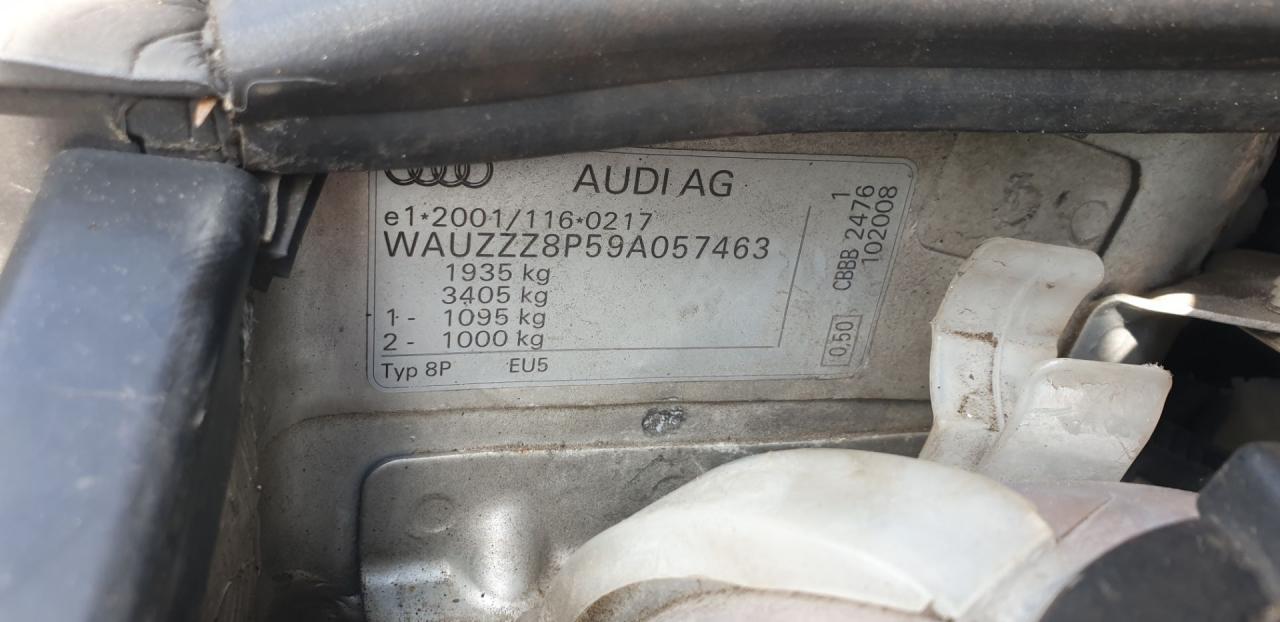 AUDI AG
e1*2001/116*0217
WAUZZZ8P59A057463
1935 kg
3405 kg
1- 1095 kg
2- 1000 kg
Typ 8P EU5
0,50 CBBB 2476 1
102008